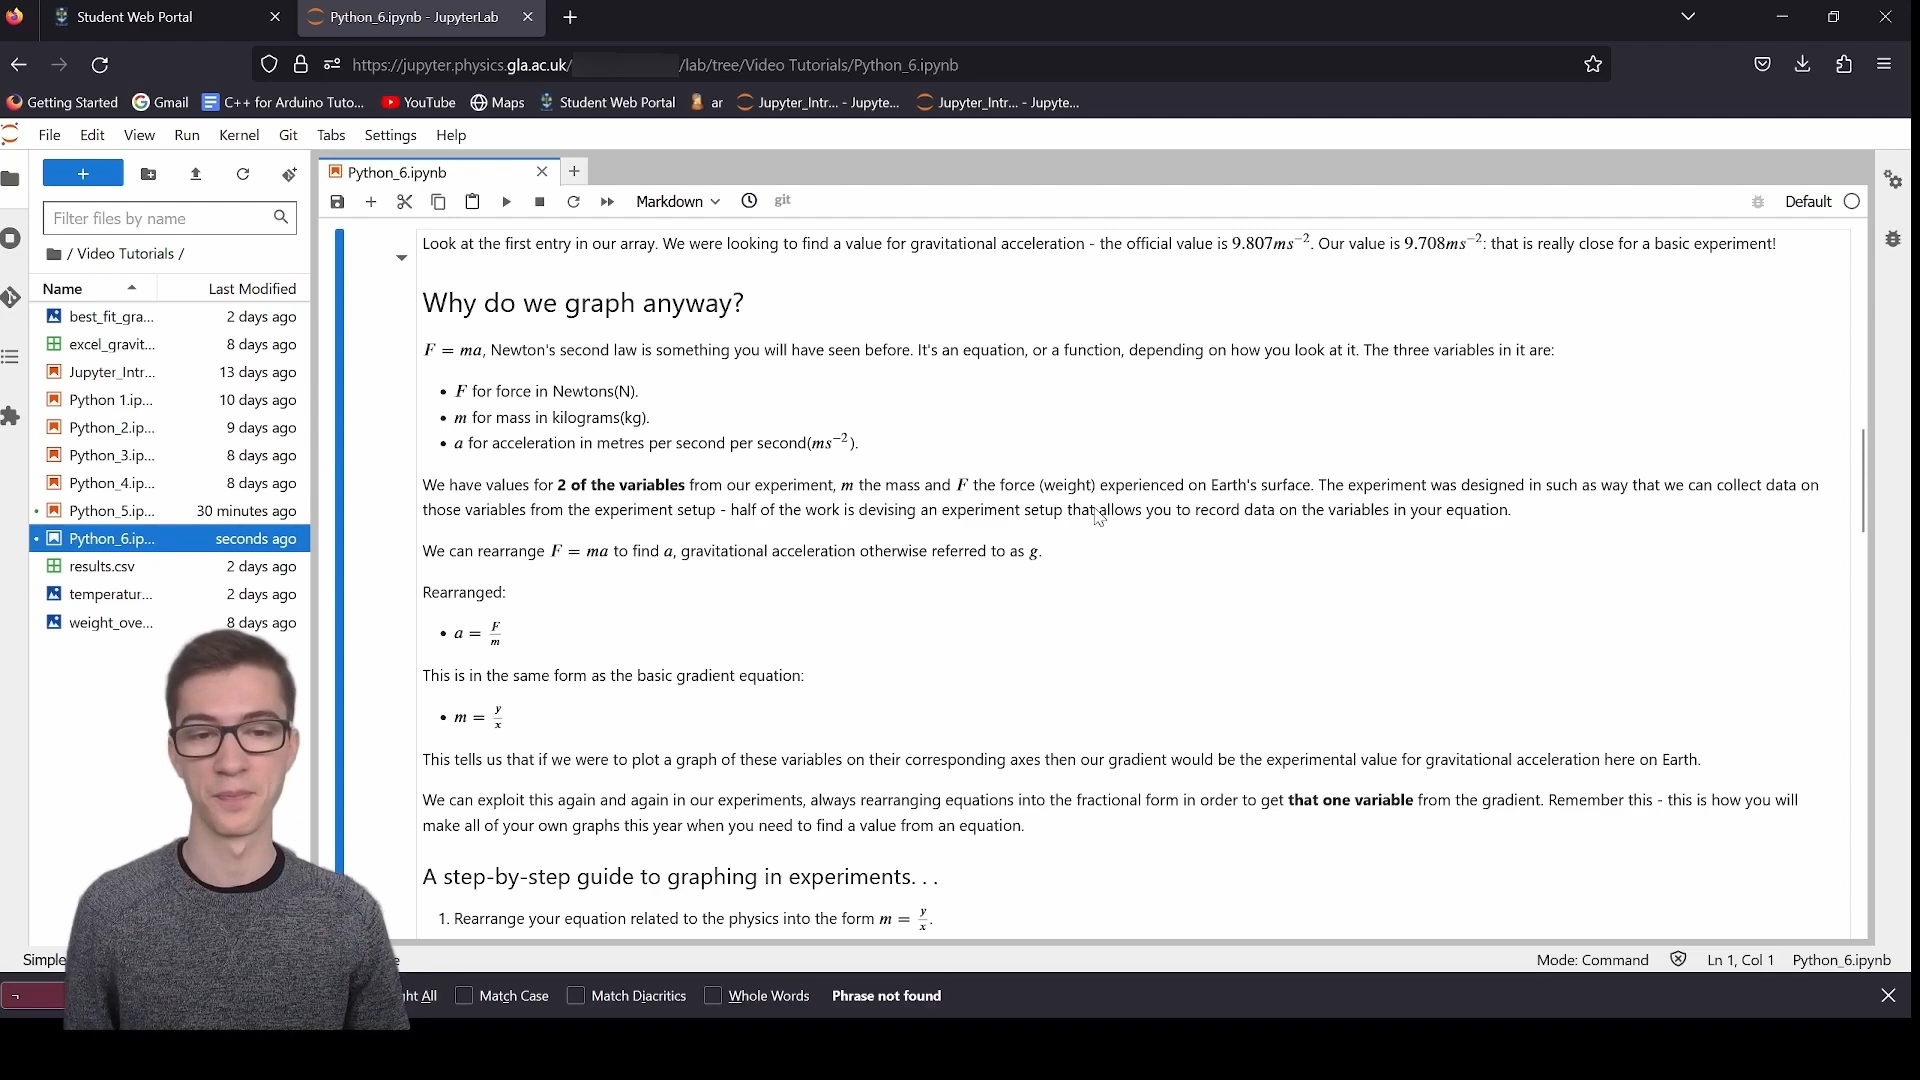 Student Web Portal
Python_6.ipynb - JupyterLab
https://jupyter.physics.gla.ac.uk/ /lab/tree/Video Tutorials/Python_6.ipynb
Getting Started Gmail C++ for Arduino Tuto... YouTube Maps Student Web Portal ar Jupyter_Intr... - Jupyte... Jupyter_Intr... - Jupyte...
File Edit View Run Kernel Git Tabs Settings Help
+
Filter files by name
/ Video Tutorials /
Name Last Modified
best_fit_gra... 2 days ago
excel_gravit... 8 days ago
Jupyter_Intr... 13 days ago
Python 1.ip... 10 days ago
Python_2.ip... 9 days ago
Python_3.ip... 8 days ago
Python_4.ip... 8 days ago
Python_5.ip... 30 minutes ago
Python_6.ip... seconds ago
results.csv 2 days ago
temperatur... 2 days ago
weight_ove... 8 days ago
Python_6.ipynb
Markdown git Default
Look at the first entry in our array. We were looking to find a value for gravitational acceleration - the official value is 9.807ms⁻². Our value is 9.708ms⁻²: that is really close for a basic experiment!
Why do we graph anyway?
F = ma, Newton's second law is something you will have seen before. It's an equation, or a function, depending on how you look at it. The three variables in it are:
• F for force in Newtons(N).
• m for mass in kilograms(kg).
• a for acceleration in metres per second per second(ms⁻²).
We have values for 2 of the variables from our experiment, m the mass and F the force (weight) experienced on Earth's surface. The experiment was designed in such as way that we can collect data on
those variables from the experiment setup - half of the work is devising an experiment setup that allows you to record data on the variables in your equation.
We can rearrange F = ma to find a, gravitational acceleration otherwise referred to as g.
Rearranged:
• a = F/m
This is in the same form as the basic gradient equation:
• m = y/x
This tells us that if we were to plot a graph of these variables on their corresponding axes then our gradient would be the experimental value for gravitational acceleration here on Earth.
We can exploit this again and again in our experiments, always rearranging equations into the fractional form in order to get that one variable from the gradient. Remember this - this is how you will
make all of your own graphs this year when you need to find a value from an equation.
A step-by-step guide to graphing in experiments. . .
1. Rearrange your equation related to the physics into the form m = y/x.
Simple Mode: Command Ln 1, Col 1 Python_6.ipynb
¬ ht All Match Case Match Diacritics Whole Words Phrase not found